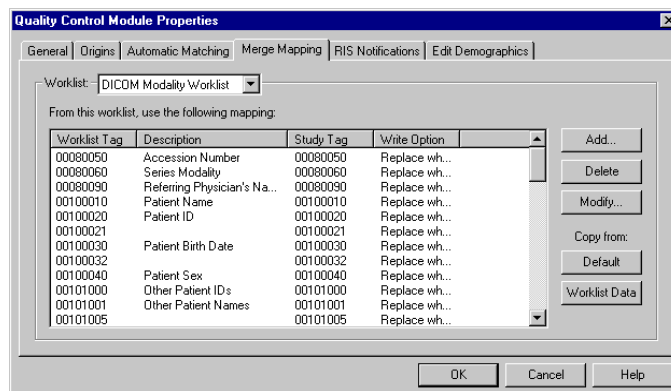 Quality Control Module Properties
General Origins Automatic Matching Merge Mapping RIS Notifications Edit Demographics
Worklist: DICOM Modality Worklist
From this worklist, use the following mapping:
Worklist Tag Description Study Tag Write Option
00080050 Accession Number 00080050 Replace wh...
00080060 Series Modality 00080060 Replace wh...
00080090 Referring Physician's Na... 00080090 Replace wh...
00100010 Patient Name 00100010 Replace wh...
00100020 Patient ID 00100020 Replace wh...
00100021 00100021 Replace wh...
00100030 Patient Birth Date 00100030 Replace wh...
00100032 00100032 Replace wh...
00100040 Patient Sex 00100040 Replace wh...
00101000 Other Patient IDs 00101000 Replace wh...
00101001 Other Patient Names 00101001 Replace wh...
00101005 00101005 Replace wh...
Add...
Delete
Modify...
Copy from:
Default
Worklist Data
OK Cancel Help